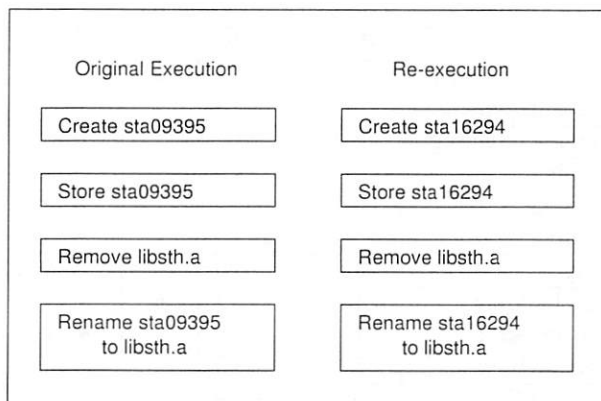 Original Execution
Re-execution
Create sta09395
Create sta16294
Store sta09395
Store sta16294
Remove libsth.a
Remove libsth.a
Rename sta09395
to libsth.a
Rename sta16294
to libsth.a